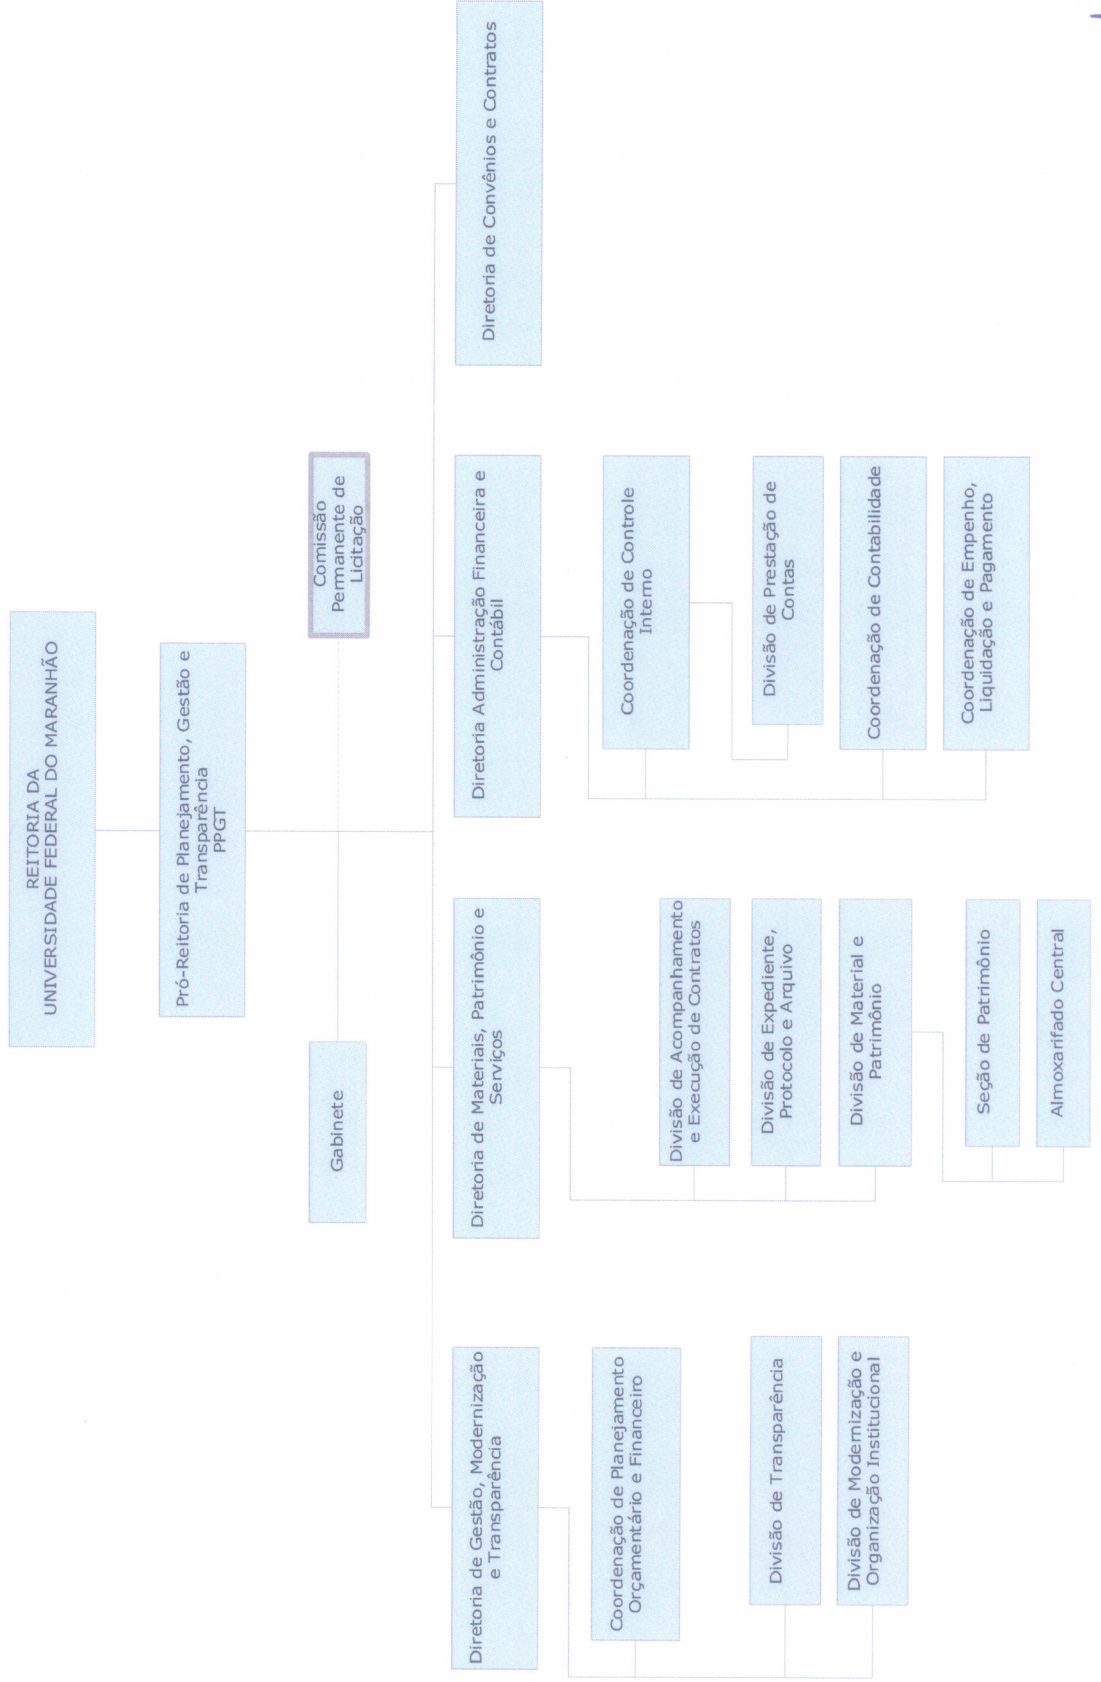 REITORIA DA
UNIVERSIDADE FEDERAL DO MARANHÃO
Pró-Reitoria de Planejamento, Gestão e
Transparência
PPGT
Gabinete
Comissão
Permanente de
Licitação
Diretoria de Gestão, Modernização
e Transparência
Coordenação de Planejamento
Orçamentário e Financeiro
Divisão de Transparência
Divisão de Modernização e
Organização Institucional
Diretoria de Materiais, Patrimônio e
Serviços
Divisão de Acompanhamento
e Execução de Contratos
Divisão de Expediente,
Protocolo e Arquivo
Divisão de Material e
Patrimônio
Seção de Patrimônio
Almoxarifado Central
Diretoria Administração Financeira e
Contábil
Coordenação de Controle
Interno
Divisão de Prestação de
Contas
Coordenação de Contabilidade
Coordenação de Empenho,
Liquidação e Pagamento
Diretoria de Convênios e Contratos